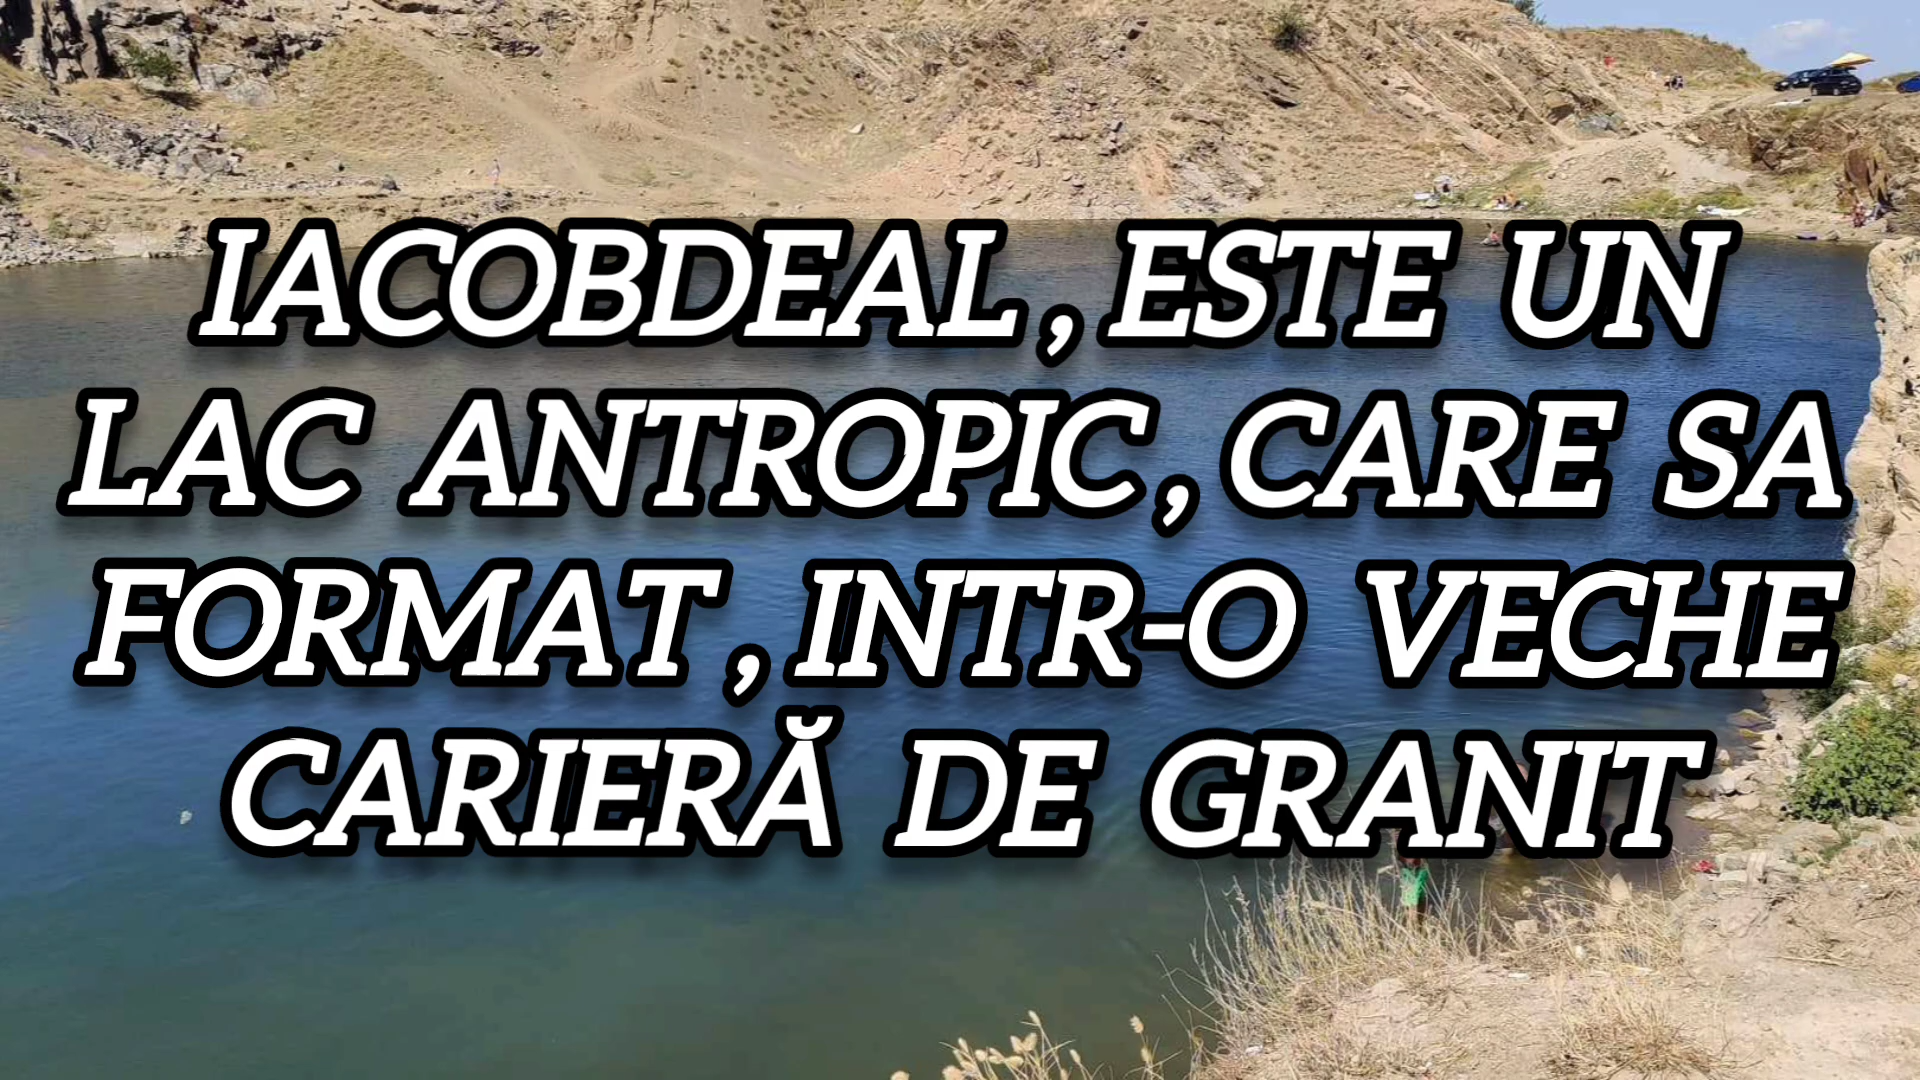 IACOBDEAL, ESTE UN
LAC ANTROPIC, CARE SA
FORMAT, INTR-O VECHE
CARIERĂ DE GRANIT